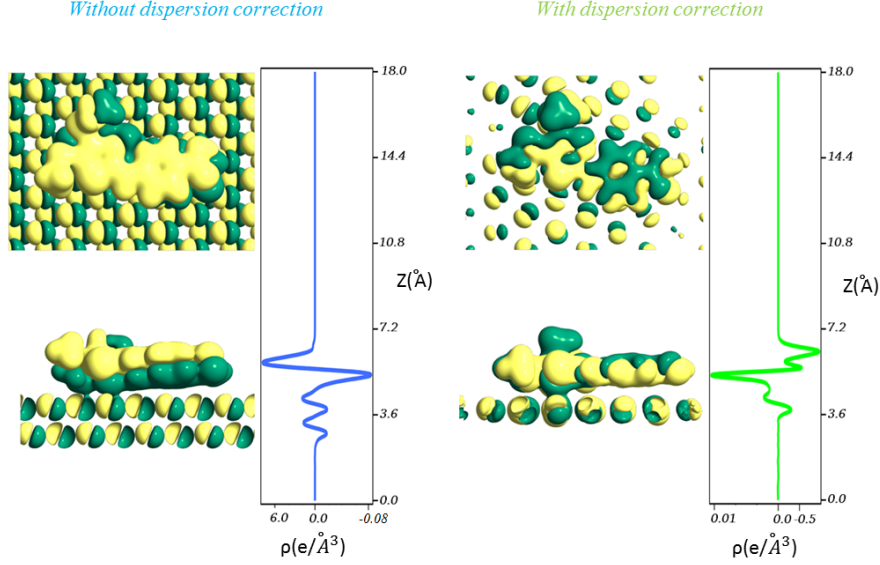 Without dispersion correction
With dispersion correction
18.0
14.4
10.8
Z(Å)
7.2
3.6
0.0
6.0 0.0 -0.08
ρ(e/Å³)
18.0
14.4
10.8
Z(Å)
7.2
3.6
0.0
0.01 0.0 -0.5
ρ(e/Å³)